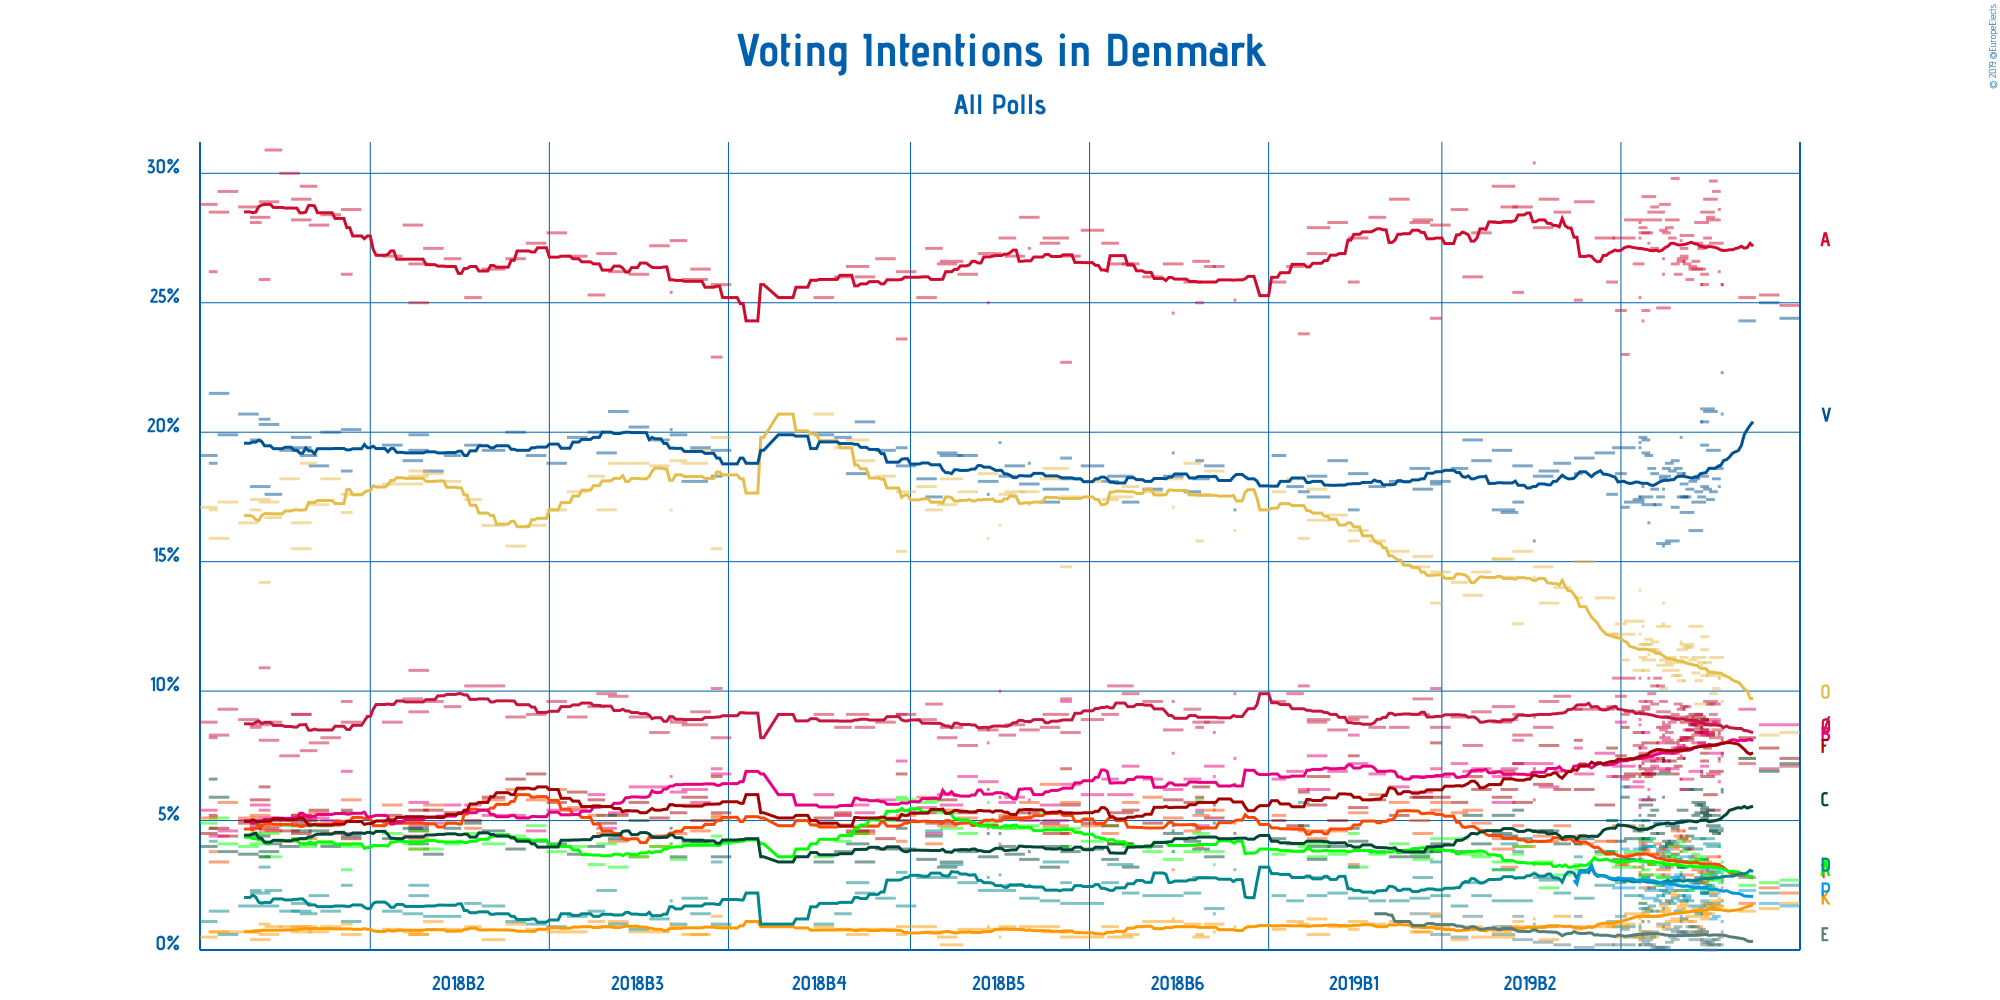 © 2019 @EuropeElects
Voting Intentions in Denmark
All Polls
30%
25%
20%
15%
10%
5%
0%
A
V
O
Ø
F
C
P
K
E
2018B2 2018B3 2018B4 2018B5 2018B6 2019B1 2019B2